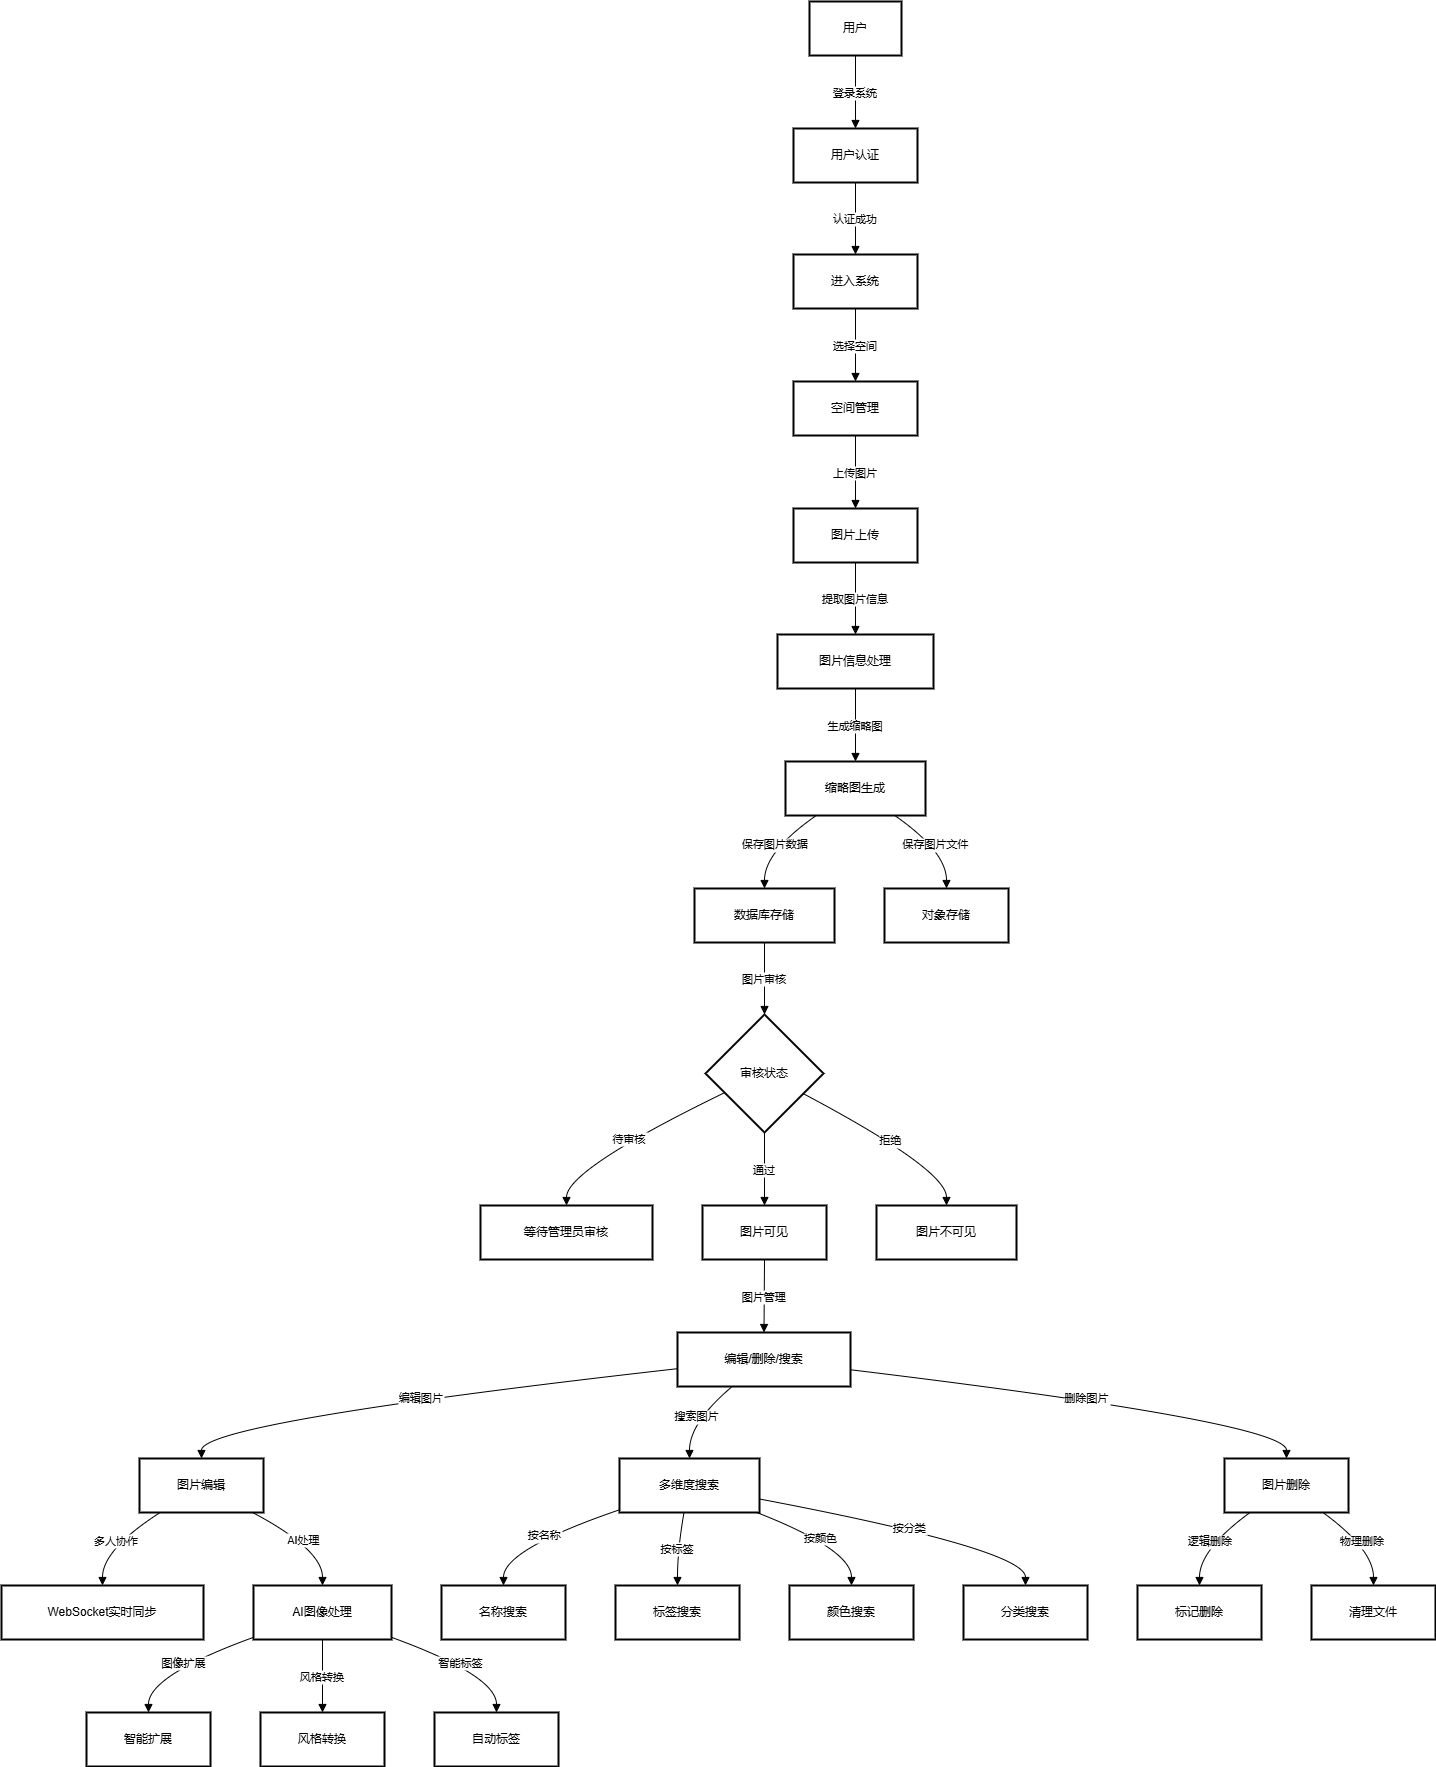 用户
登录系统
用户认证
认证成功
进入系统
选择空间
空间管理
上传图片
图片上传
提取图片信息
图片信息处理
生成缩略图
缩略图生成
保存图片数据
保存图片文件
数据库存储
对象存储
图片审核
审核状态
待审核
通过
拒绝
等待管理员审核
图片可见
图片不可见
图片管理
编辑/删除/搜索
编辑图片
搜索图片
删除图片
图片编辑
多维度搜索
图片删除
多人协作
AI处理
按名称
按标签
按颜色
按分类
逻辑删除
物理删除
WebSocket实时同步
AI图像处理
名称搜索
标签搜索
颜色搜索
分类搜索
标记删除
清理文件
图像扩展
风格转换
智能标签
智能扩展
风格转换
自动标签